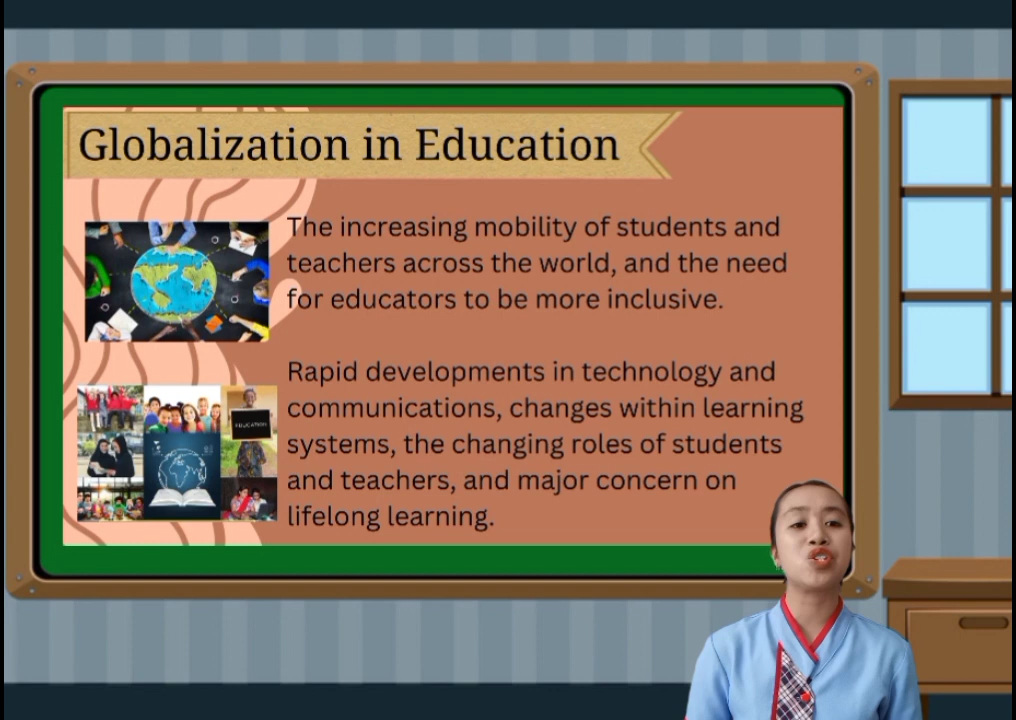 Globalization in Education
The increasing mobility of students and
teachers across the world, and the need
for educators to be more inclusive.
Rapid developments in technology and
communications, changes within learning
systems, the changing roles of students
and teachers, and major concern on
lifelong learning.
EDUCATION